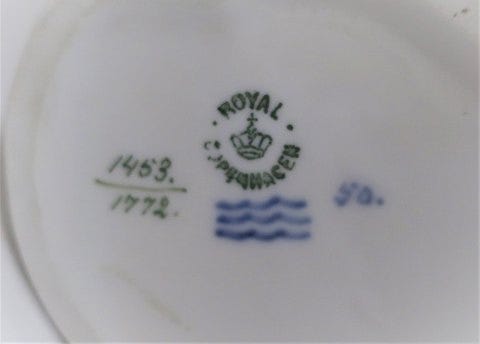 ROYAL
COPENHAGEN
1453.
1772.
50.